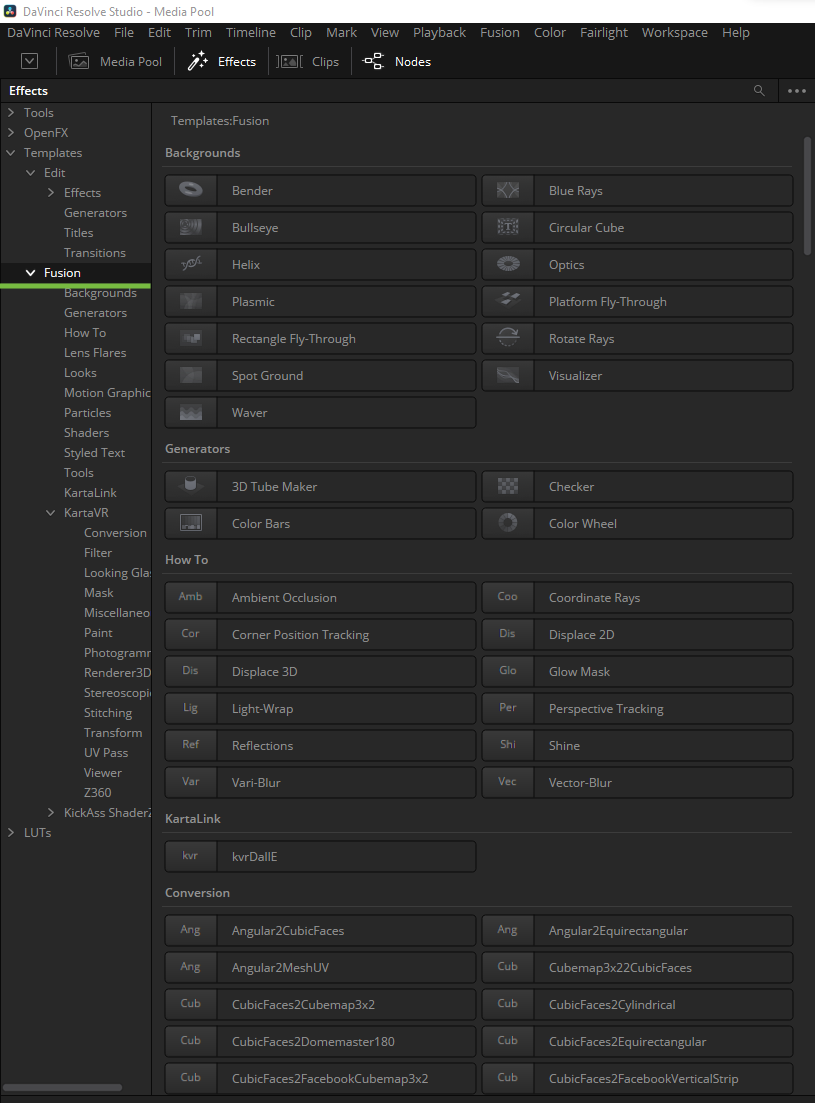 DaVinci Resolve Studio - Media Pool
DaVinci Resolve File Edit Trim Timeline Clip Mark View Playback Fusion Color Fairlight Workspace Help
Media Pool Effects Clips Nodes
Effects
Tools
OpenFX
Templates
Edit
Effects
Generators
Titles
Transitions
Fusion
Backgrounds
Generators
How To
Lens Flares
Looks
Motion Graphic
Particles
Shaders
Styled Text
Tools
KartaLink
KartaVR
Conversion
Filter
Looking Glas
Mask
Miscellaneo
Paint
Photogramm
Renderer3D
Stereoscopic
Stitching
Transform
UV Pass
Viewer
Z360
KickAss ShaderZ
LUTs
Templates:Fusion
Backgrounds
Bender Blue Rays
Bullseye T Circular Cube
Helix Optics
Plasmic Platform Fly-Through
Rectangle Fly-Through Rotate Rays
Spot Ground Visualizer
Waver
Generators
3D Tube Maker Checker
Color Bars Color Wheel
How To
Amb Ambient Occlusion Coo Coordinate Rays
Cor Corner Position Tracking Dis Displace 2D
Dis Displace 3D Glo Glow Mask
Lig Light-Wrap Per Perspective Tracking
Ref Reflections Shi Shine
Var Vari-Blur Vec Vector-Blur
KartaLink
kvr kvrDallE
Conversion
Ang Angular2CubicFaces Ang Angular2Equirectangular
Ang Angular2MeshUV Cub Cubemap3x22CubicFaces
Cub CubicFaces2Cubemap3x2 Cub CubicFaces2Cylindrical
Cub CubicFaces2Domemaster180 Cub CubicFaces2Equirectangular
Cub CubicFaces2FacebookCubemap3x2 Cub CubicFaces2FacebookVerticalStrip